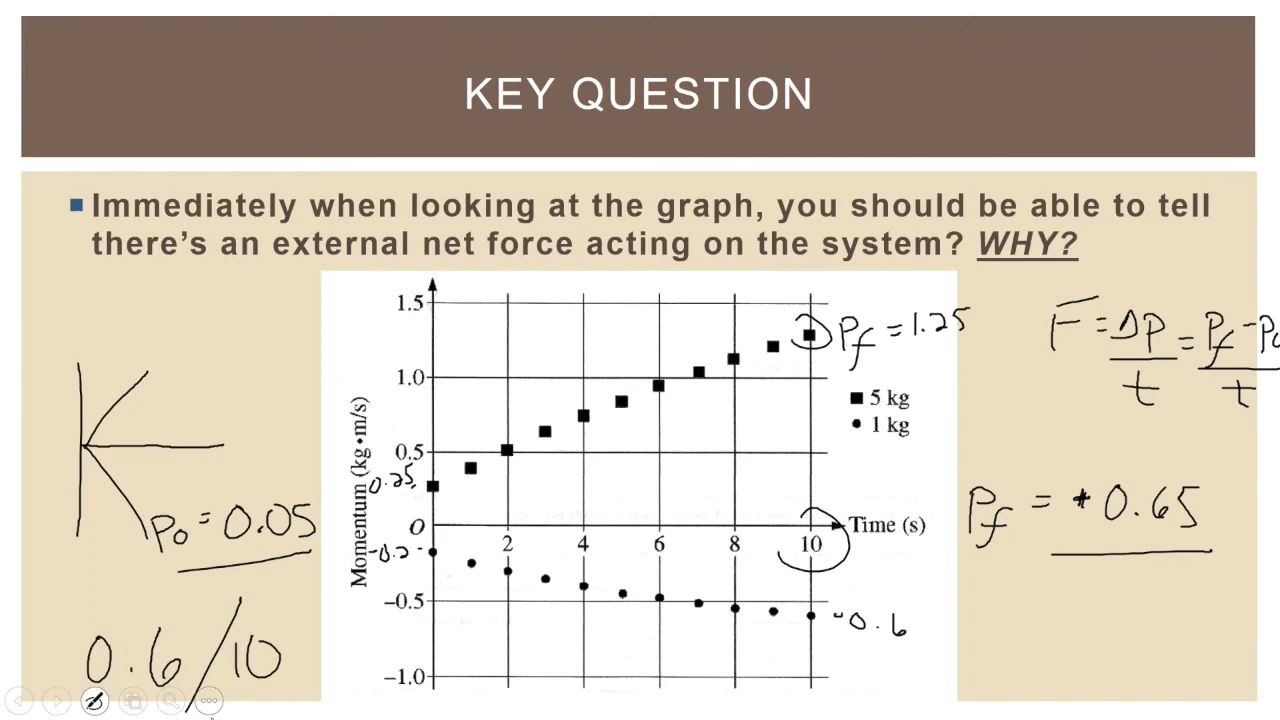 KEY QUESTION
Immediately when looking at the graph, you should be able to tell
there's an external net force acting on the system? WHY?
1.5
1.0
0.5
0
-0.5
-1.0
Momentum (kg•m/s)
2 4 6 8 10
Time (s)
5 kg
1 kg
Pf = 1.25
F = ΔP/t = Pf - Po/t
0.25
-0.2
-0.6
Po = 0.05
Pf = +0.65
0.6/10